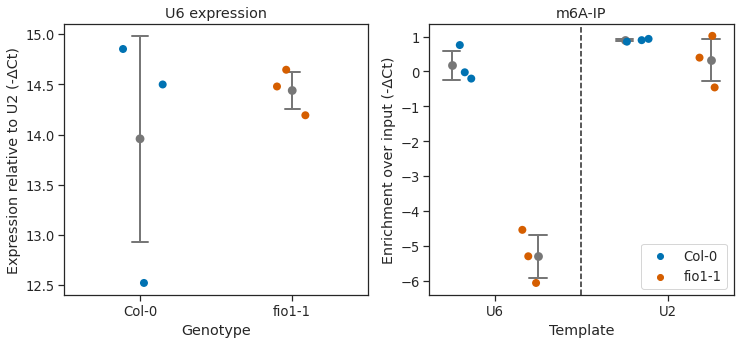 U6 expression
Expression relative to U2 (-ΔCt)
15.0
14.5
14.0
13.5
13.0
12.5
Col-0
fio1-1
Genotype
m6A-IP
Enrichment over input (-ΔCt)
1
0
−1
−2
−3
−4
−5
−6
Col-0
fio1-1
U6
U2
Template